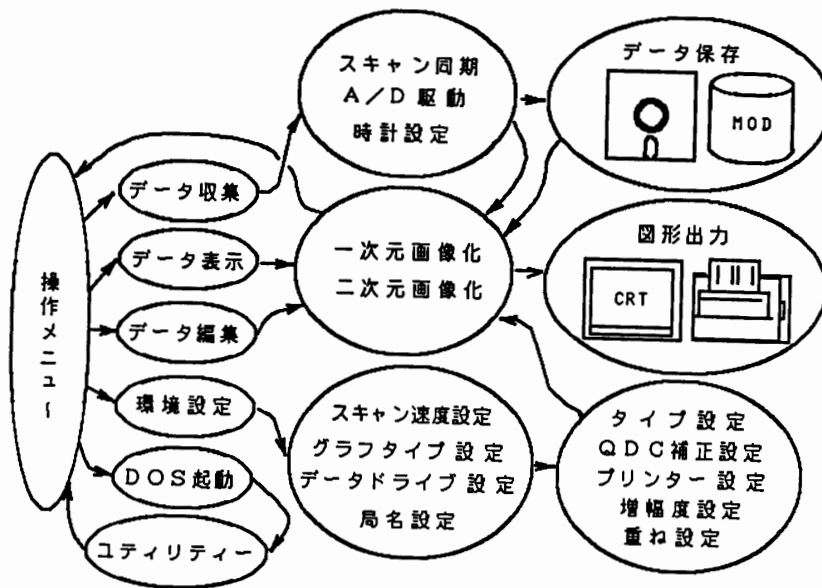 操作メニュー
データ収集
データ表示
データ編集
環境設定
DOS起動
ユティリティー
スキャン同期
A/D駆動
時計設定
データ保存
MOD
一次元画像化
二次元画像化
図形出力
CRT
スキャン速度設定
グラフタイプ設定
データドライブ設定
局名設定
タイプ設定
QDC補正設定
プリンター設定
増幅度設定
重ね設定